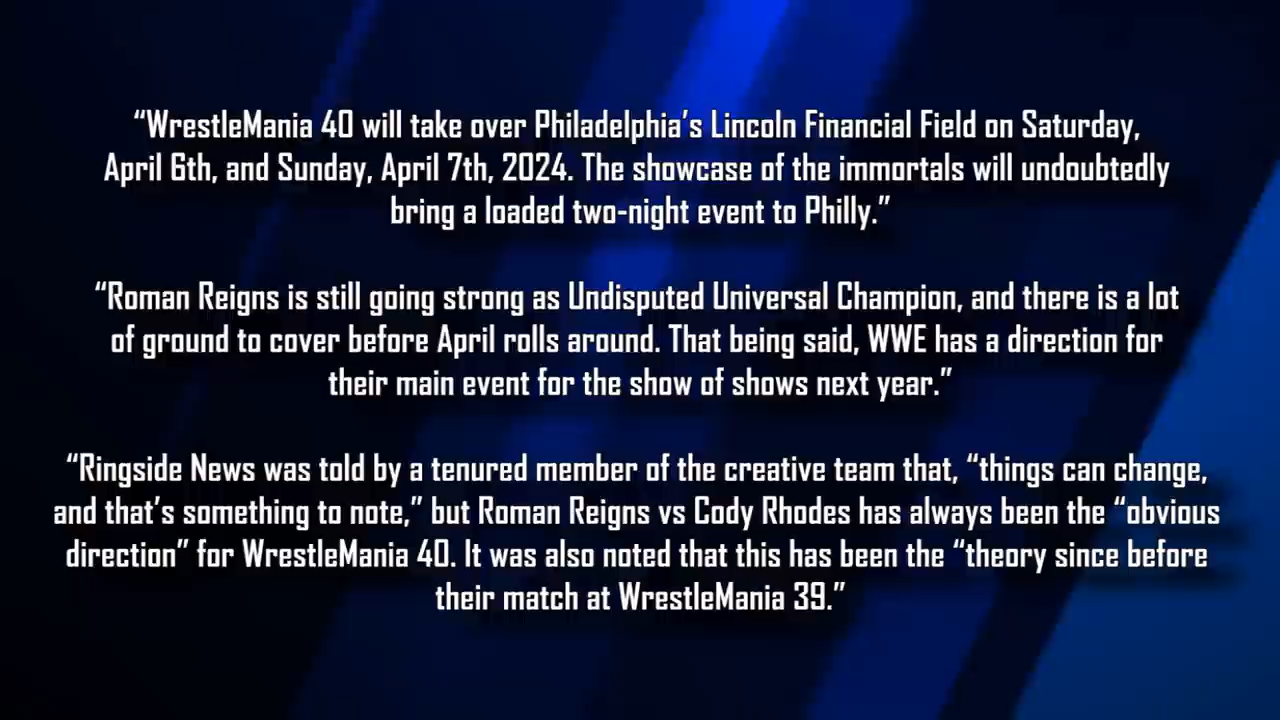 “WrestleMania 40 will take over Philadelphia’s Lincoln Financial Field on Saturday,
April 6th, and Sunday, April 7th, 2024. The showcase of the immortals will undoubtedly
bring a loaded two-night event to Philly.”
“Roman Reigns is still going strong as Undisputed Universal Champion, and there is a lot
of ground to cover before April rolls around. That being said, WWE has a direction for
their main event for the show of shows next year.”
“Ringside News was told by a tenured member of the creative team that, “things can change,
and that’s something to note,” but Roman Reigns vs Cody Rhodes has always been the “obvious
direction” for WrestleMania 40. It was also noted that this has been the “theory since before
their match at WrestleMania 39.”